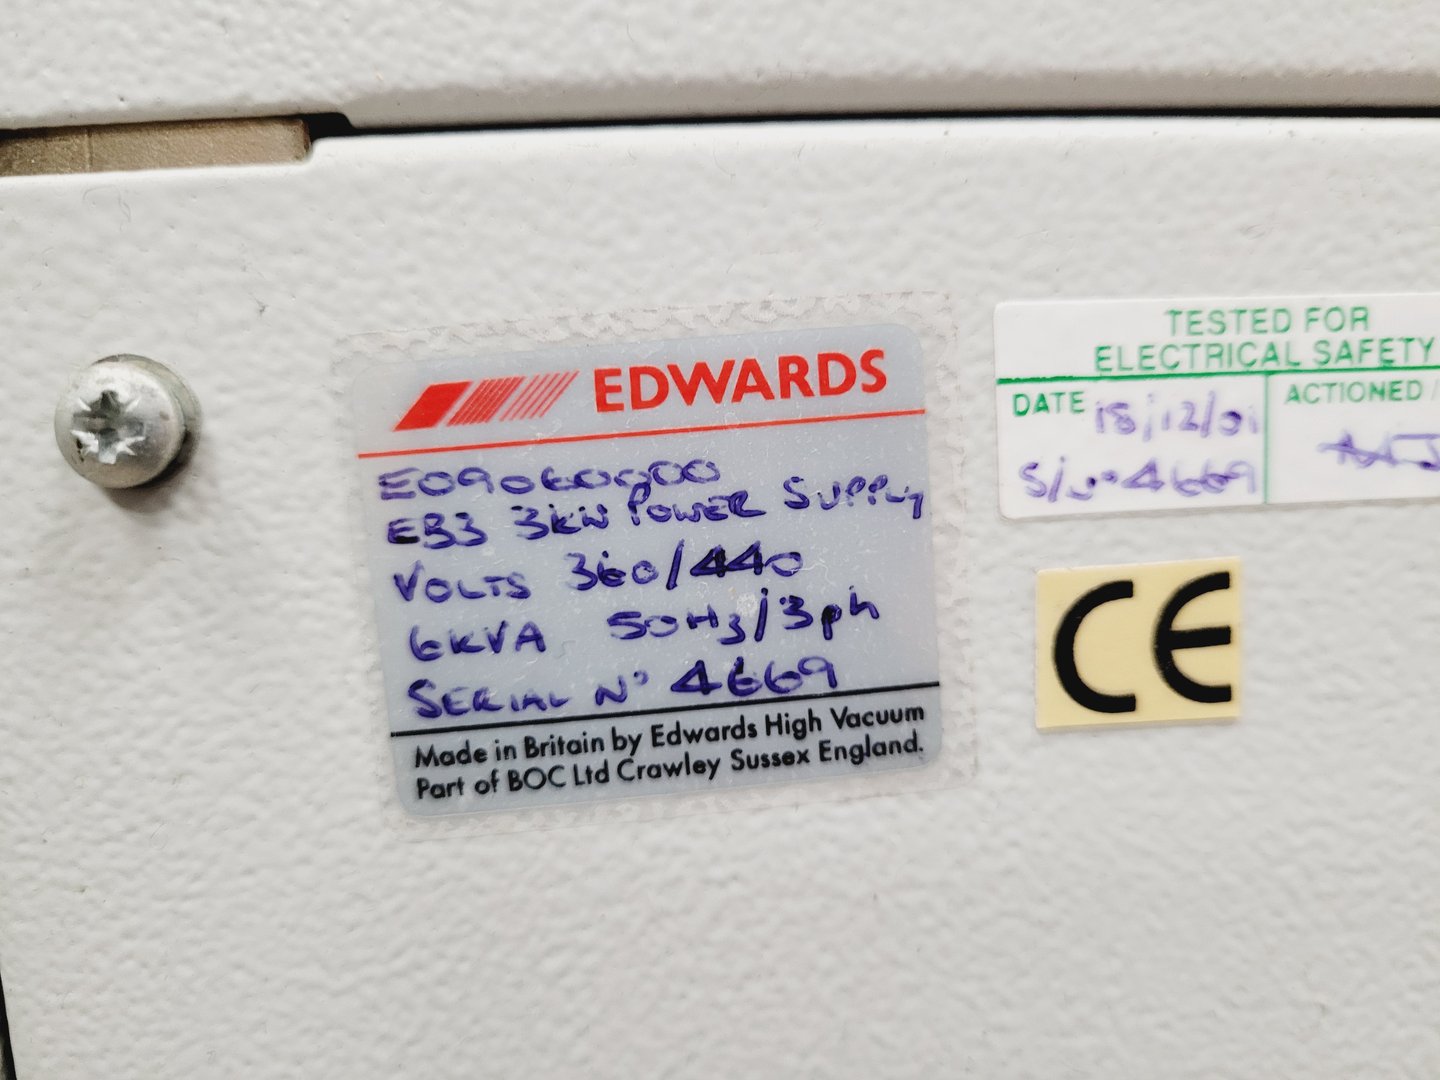 EDWARDS
E09060000
EB3 3KW POWER SUPPLY
VOLTS 360/440
6KVA 50Hz/3ph
SERIAL Nº 4669
Made in Britain by Edwards High Vacuum
Part of BOC Ltd Crawley Sussex England.
TESTED FOR
ELECTRICAL SAFETY
DATE 18/12/01
ACTIONED /
S/Nº 4669
CE